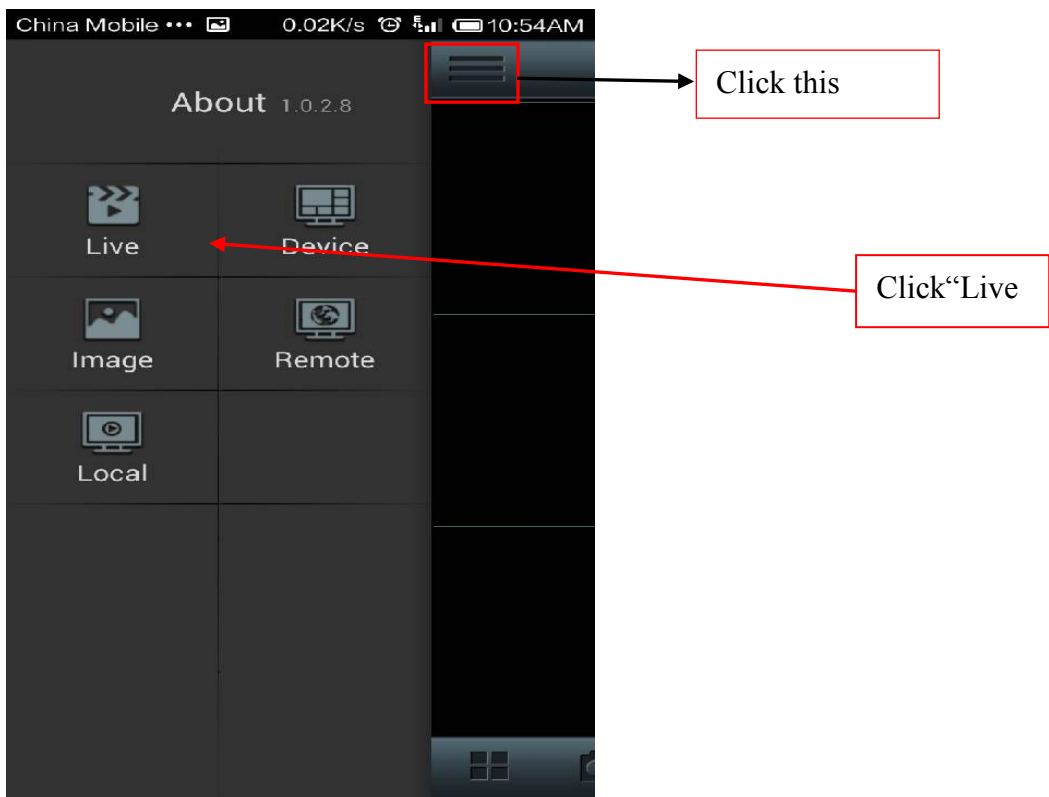 China Mobile ••• 0.02K/s 10:54AM
Click this
About 1.0.2.8
Live Device
Click“Live
Image Remote
Local